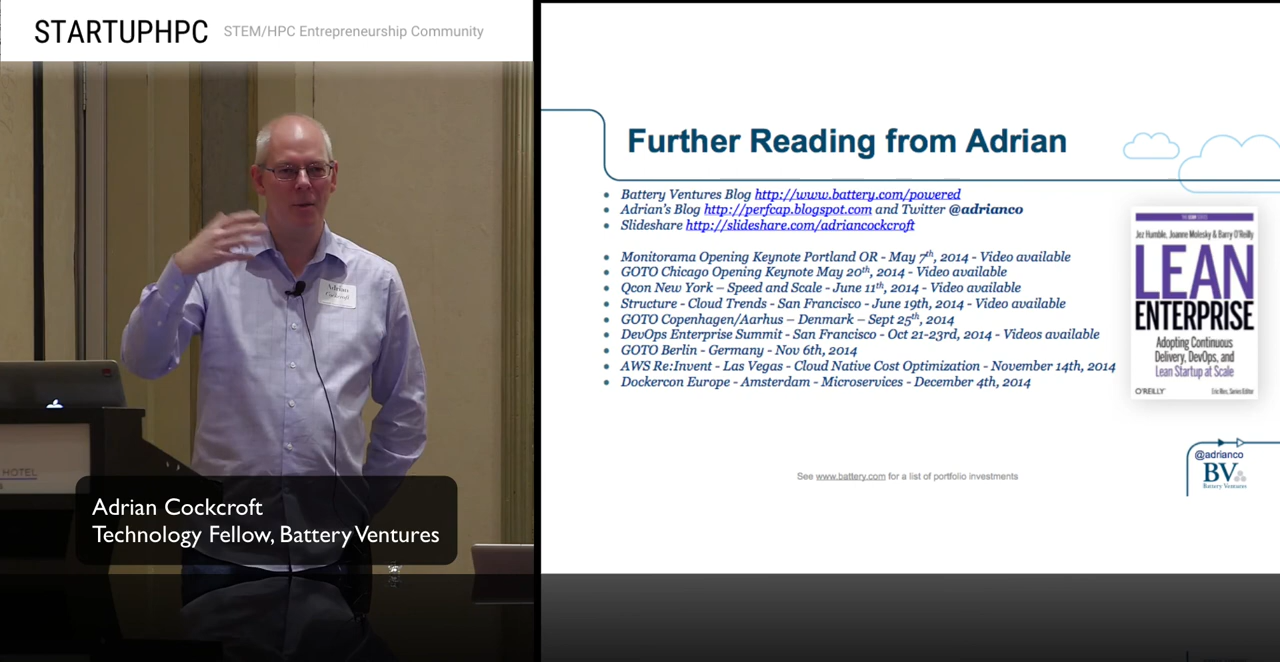 STARTUPHPC STEM/HPC Entrepreneurship Community
Adrian
Cockcroft
HOTEL
Adrian Cockcroft
Technology Fellow, Battery Ventures
Further Reading from Adrian
• Battery Ventures Blog http://www.battery.com/powered
• Adrian's Blog http://perfcap.blogspot.com and Twitter @adrianco
• Slideshare http://slideshare.com/adriancockcroft
• Monitorama Opening Keynote Portland OR - May 7th, 2014 - Video available
• GOTO Chicago Opening Keynote May 20th, 2014 - Video available
• Qcon New York – Speed and Scale - June 11th, 2014 - Video available
• Structure - Cloud Trends - San Francisco - June 19th, 2014 - Video available
• GOTO Copenhagen/Aarhus – Denmark – Sept 25th, 2014
• DevOps Enterprise Summit - San Francisco - Oct 21-23rd, 2014 - Videos available
• GOTO Berlin - Germany - Nov 6th, 2014
• AWS Re:Invent - Las Vegas - Cloud Native Cost Optimization - November 14th, 2014
• Dockercon Europe - Amsterdam - Microservices - December 4th, 2014
Jez Humble, Joanne Molesky & Barry O'Reilly
LEAN
ENTERPRISE
Adopting Continuous
Delivery, DevOps, and
Lean Startup at Scale
O'REILLY Eric Ries, Series Editor
See www.battery.com for a list of portfolio investments
@adrianco
BV
Battery Ventures